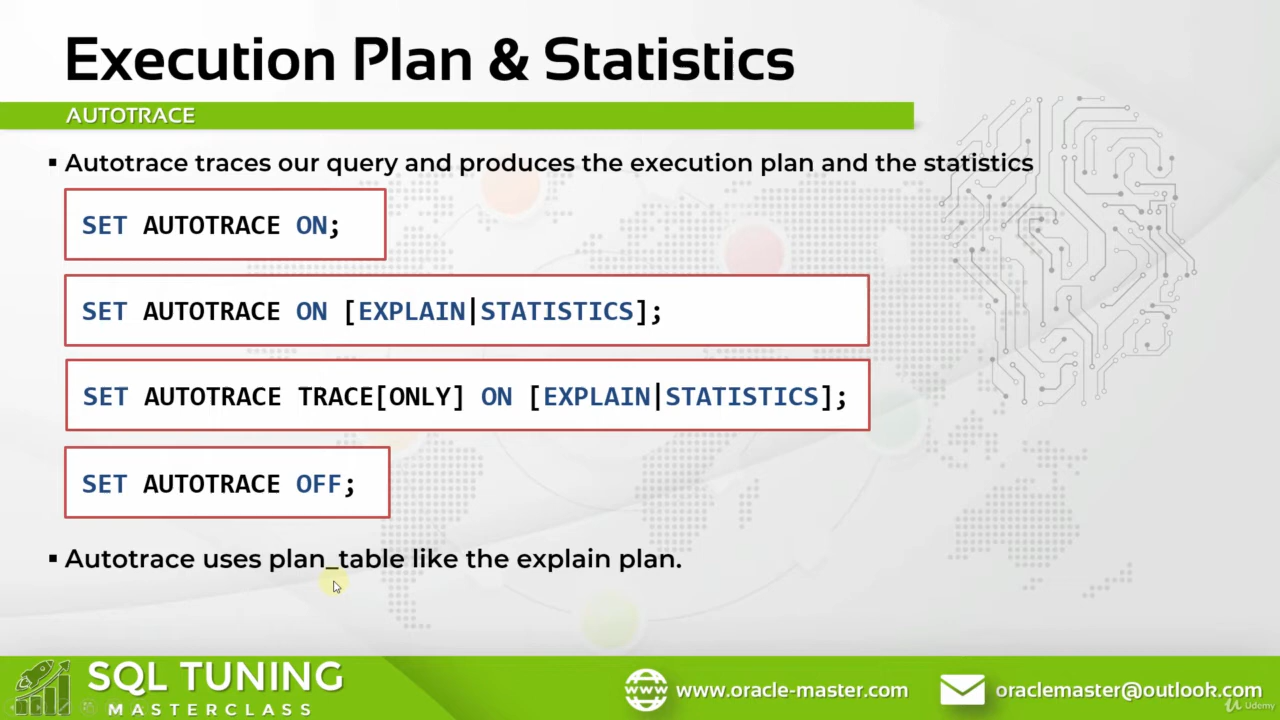 Execution Plan & Statistics
AUTOTRACE
▪ Autotrace traces our query and produces the execution plan and the statistics
SET AUTOTRACE ON;
SET AUTOTRACE ON [EXPLAIN|STATISTICS];
SET AUTOTRACE TRACE[ONLY] ON [EXPLAIN|STATISTICS];
SET AUTOTRACE OFF;
▪ Autotrace uses plan_table like the explain plan.
SQL TUNING
MASTERCLASS
www.oracle-master.com
oraclemaster@outlook.com
Udemy